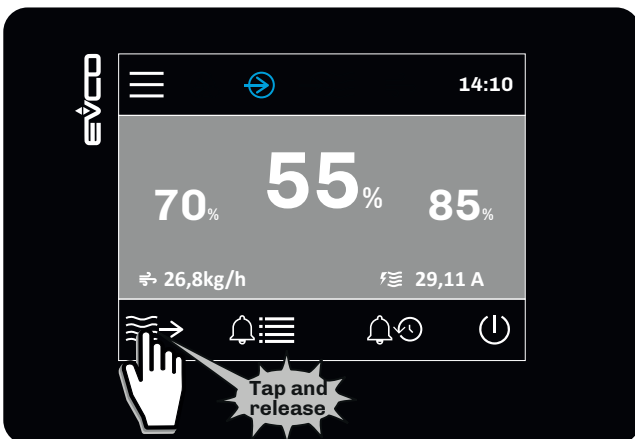 evco
14:10
70%
55%
85%
26,8kg/h
29,11 A
Tap and
release